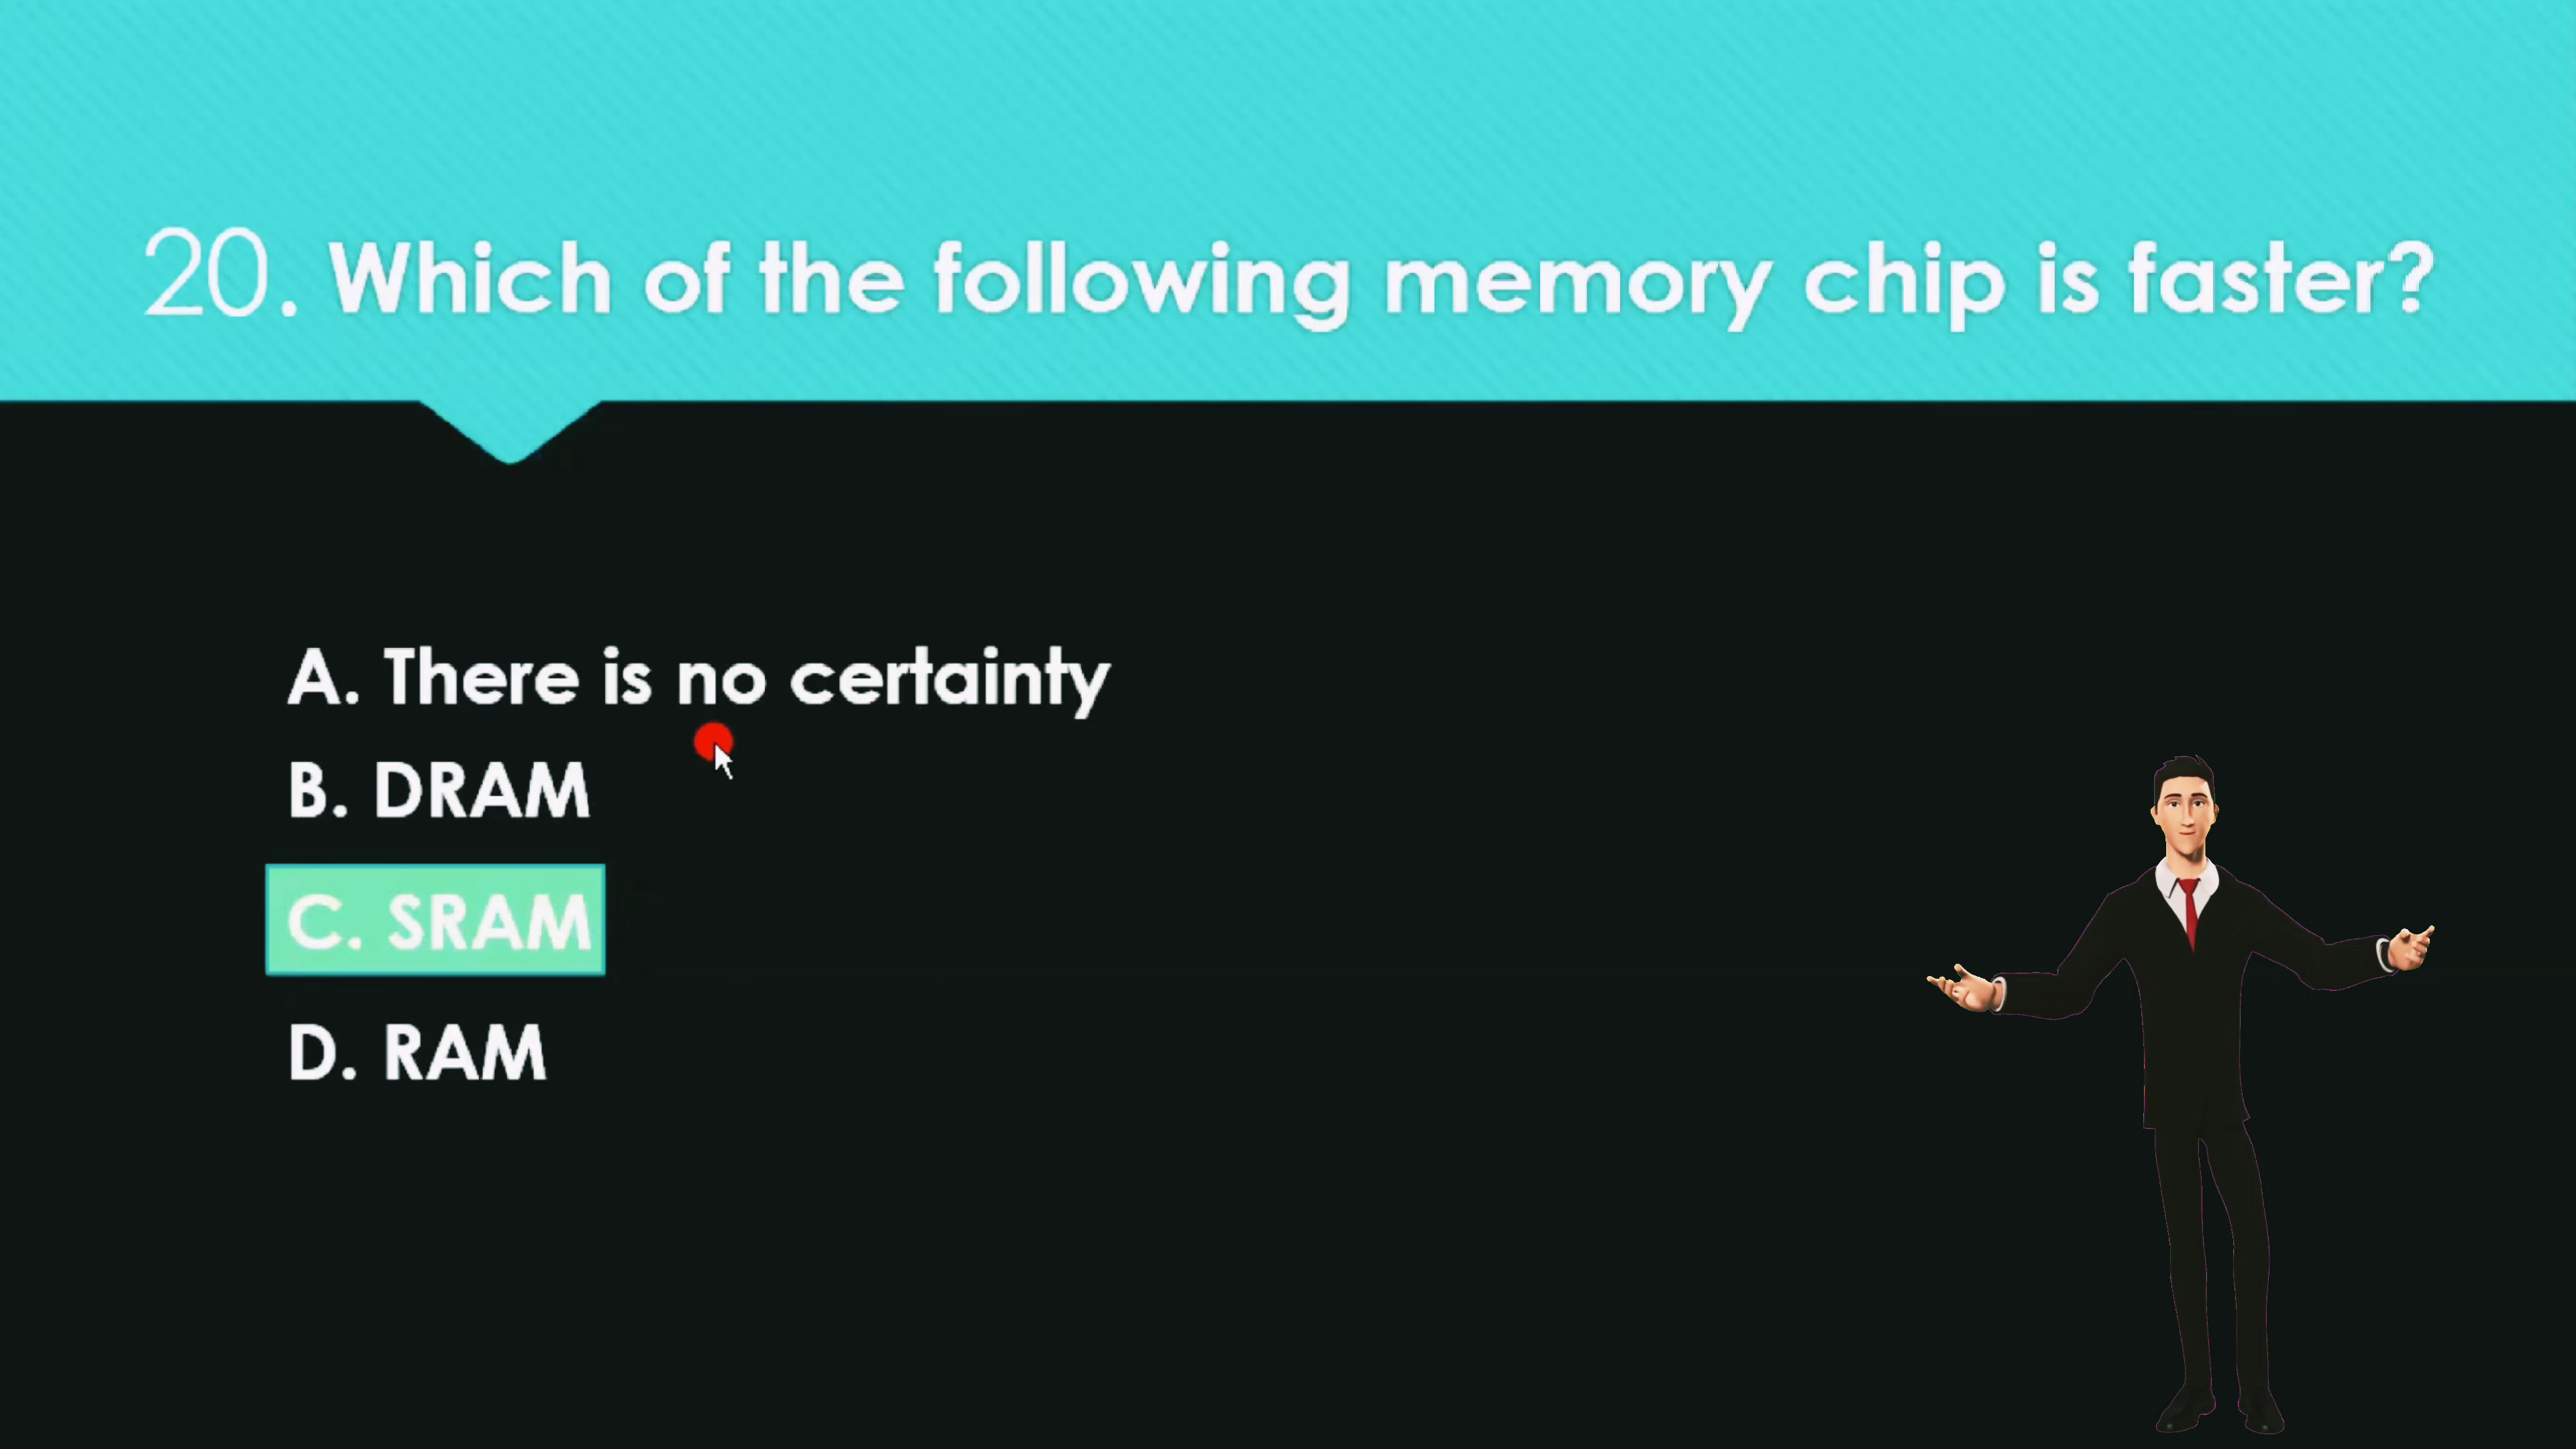 20. Which of the following memory chip is faster?
A. There is no certainty
B. DRAM
C. SRAM
D. RAM